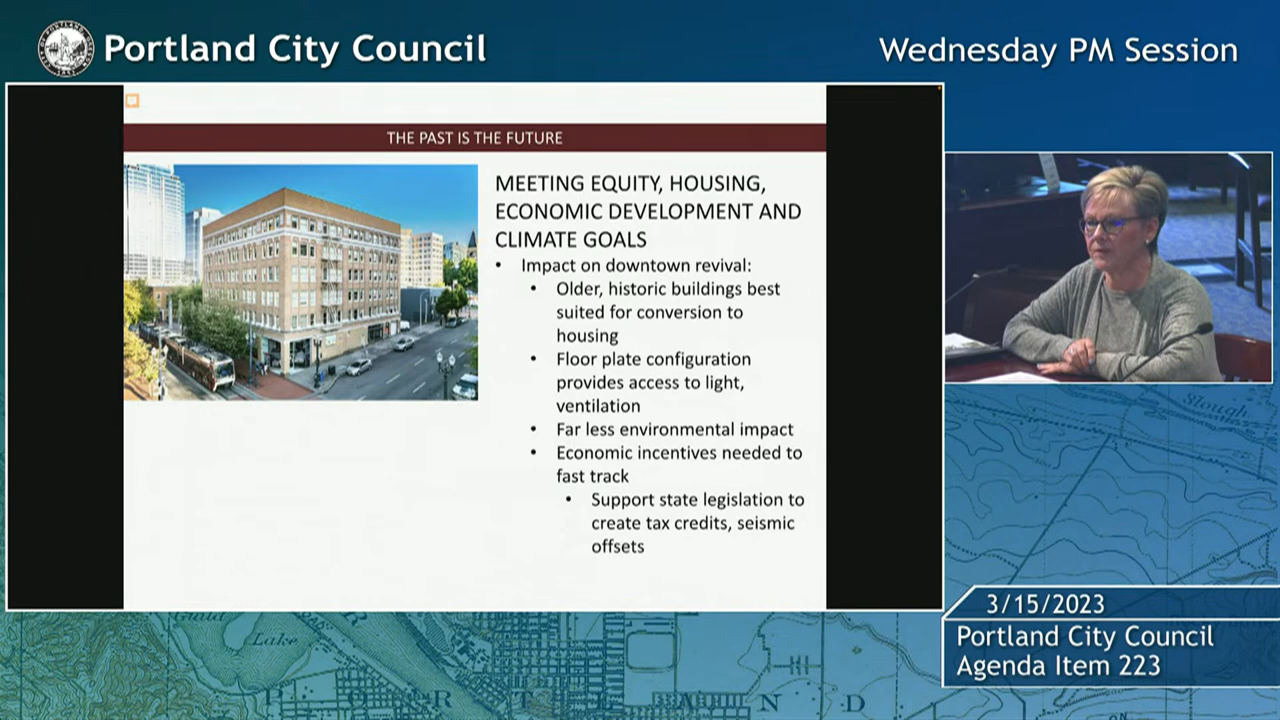 Portland City Council
Wednesday PM Session
THE PAST IS THE FUTURE
MEETING EQUITY, HOUSING,
ECONOMIC DEVELOPMENT AND
CLIMATE GOALS
• Impact on downtown revival:
• Older, historic buildings best
suited for conversion to
housing
• Floor plate configuration
provides access to light,
ventilation
• Far less environmental impact
• Economic incentives needed to
fast track
• Support state legislation to
create tax credits, seismic
offsets
Slough
3/15/2023
Portland City Council
Agenda Item 223
Guild
Lake